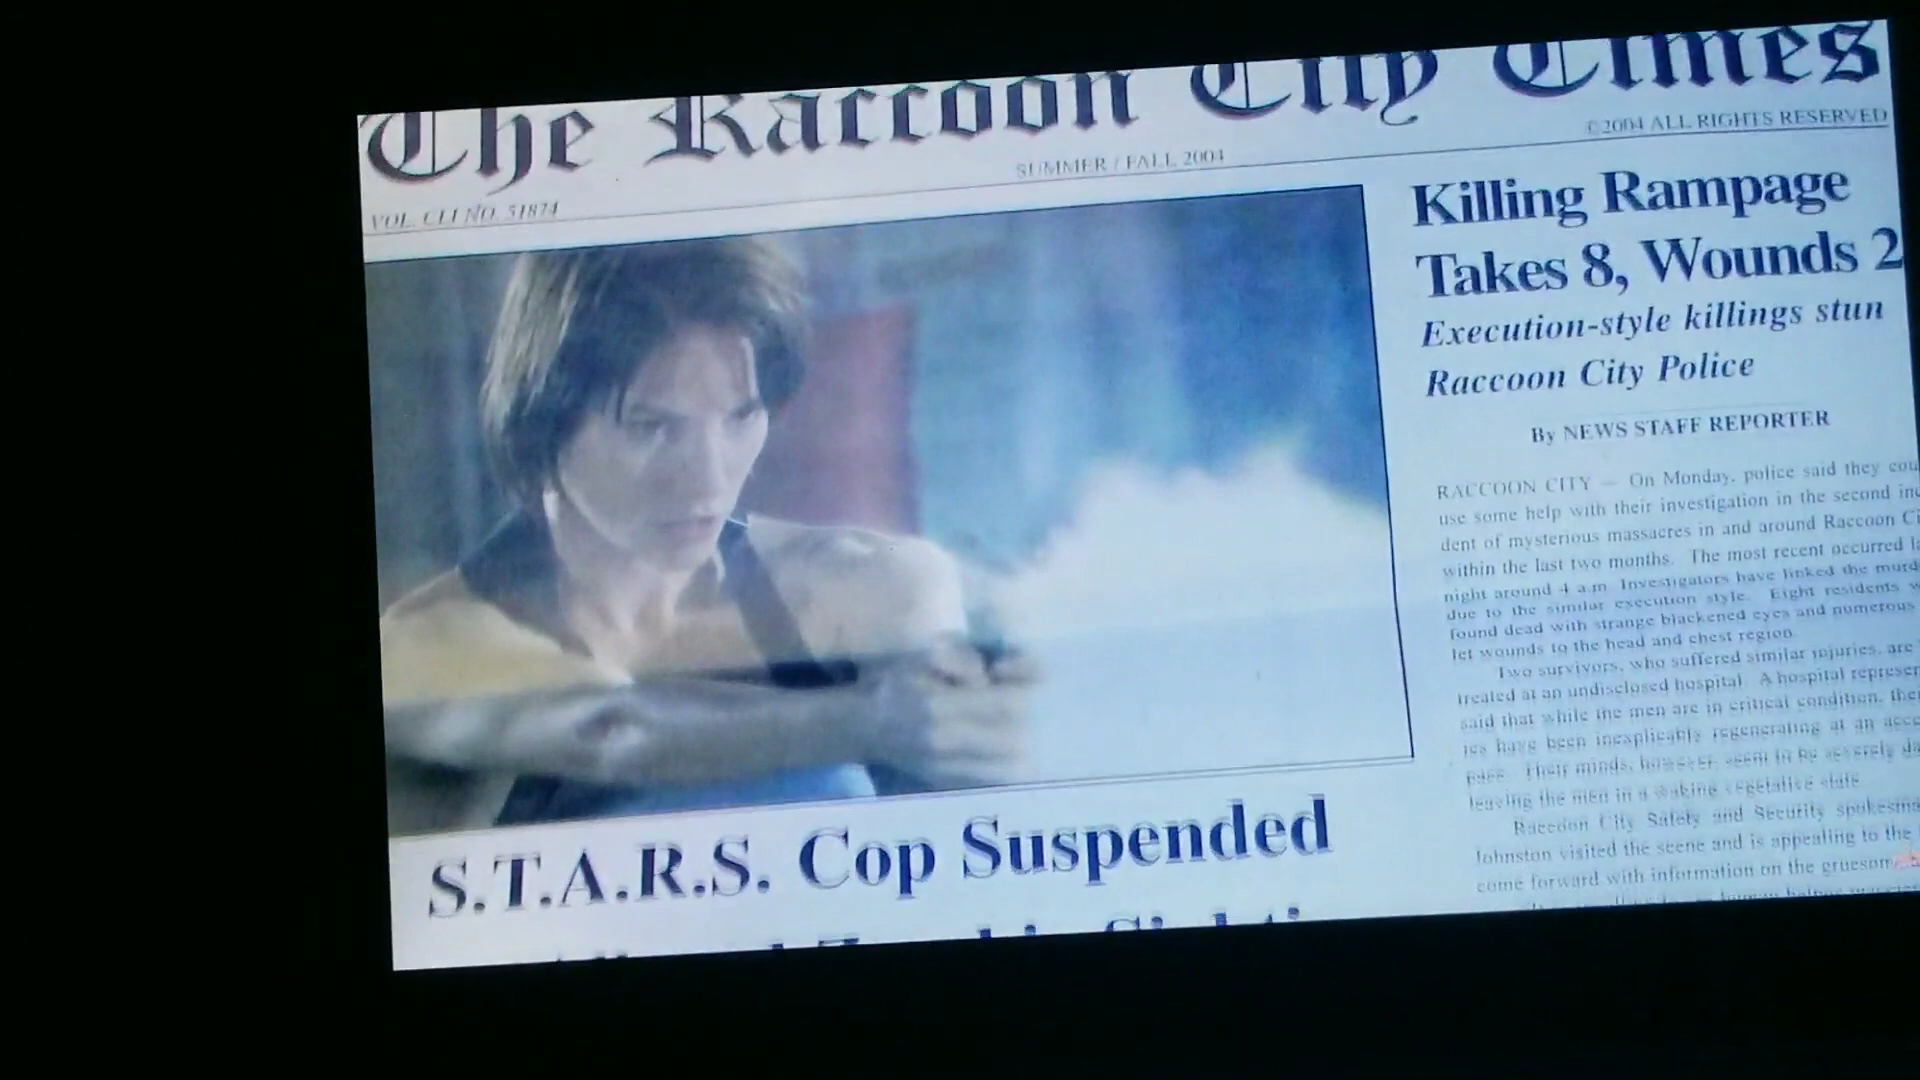 The Raccoon City Times
©2004 ALL RIGHTS RESERVED
SUMMER / FALL 2004
VOL. CLI NO. 51874
S.T.A.R.S. Cop Suspended
Killing Rampage
Takes 8, Wounds 2
Execution-style killings stun
Raccoon City Police
By NEWS STAFF REPORTER
RACCOON CITY — On Monday, police said they
use some help with their investigation in the second
dent of mysterious massacres in and around Raccoon
within the last two months. The most recent occurred
night around 4 a.m. Investigators have linked the
due to the similar execution style. Eight residents
found dead with strange blackened eyes and numerous
let wounds to the head and chest region.
Two survivors, who suffered similar injuries, are
treated at an undisclosed hospital. A hospital
said that while the men are in critical condition,
ies have been inexplicably regenerating at an
Their minds, however, seem to be severely
leaving the men in a waking vegetative state
Raccoon City Safety and Security
Johnston visited the scene and is appealing to the
come forward with information on the